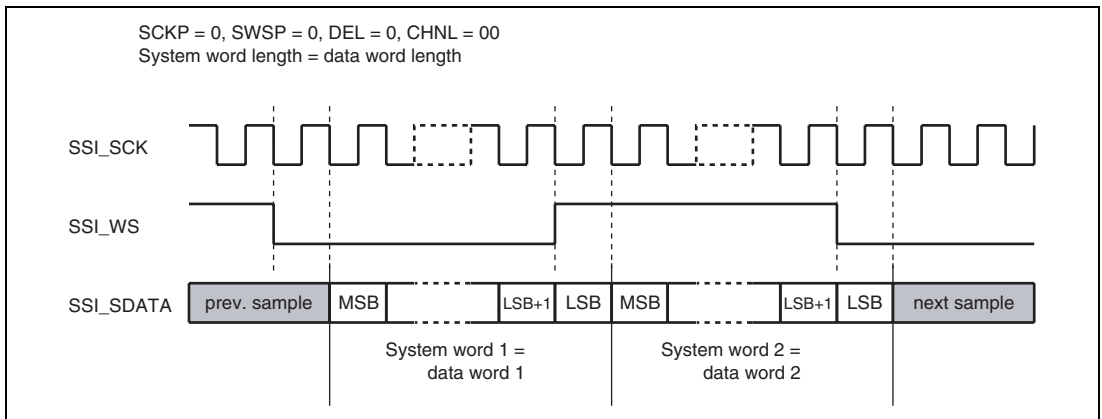 SCKP = 0, SWSP = 0, DEL = 0, CHNL = 00
System word length = data word length
SSI_SCK
SSI_WS
SSI_SDATA prev. sample MSB LSB+1 LSB MSB LSB+1 LSB next sample
System word 1 = System word 2 =
data word 1 data word 2